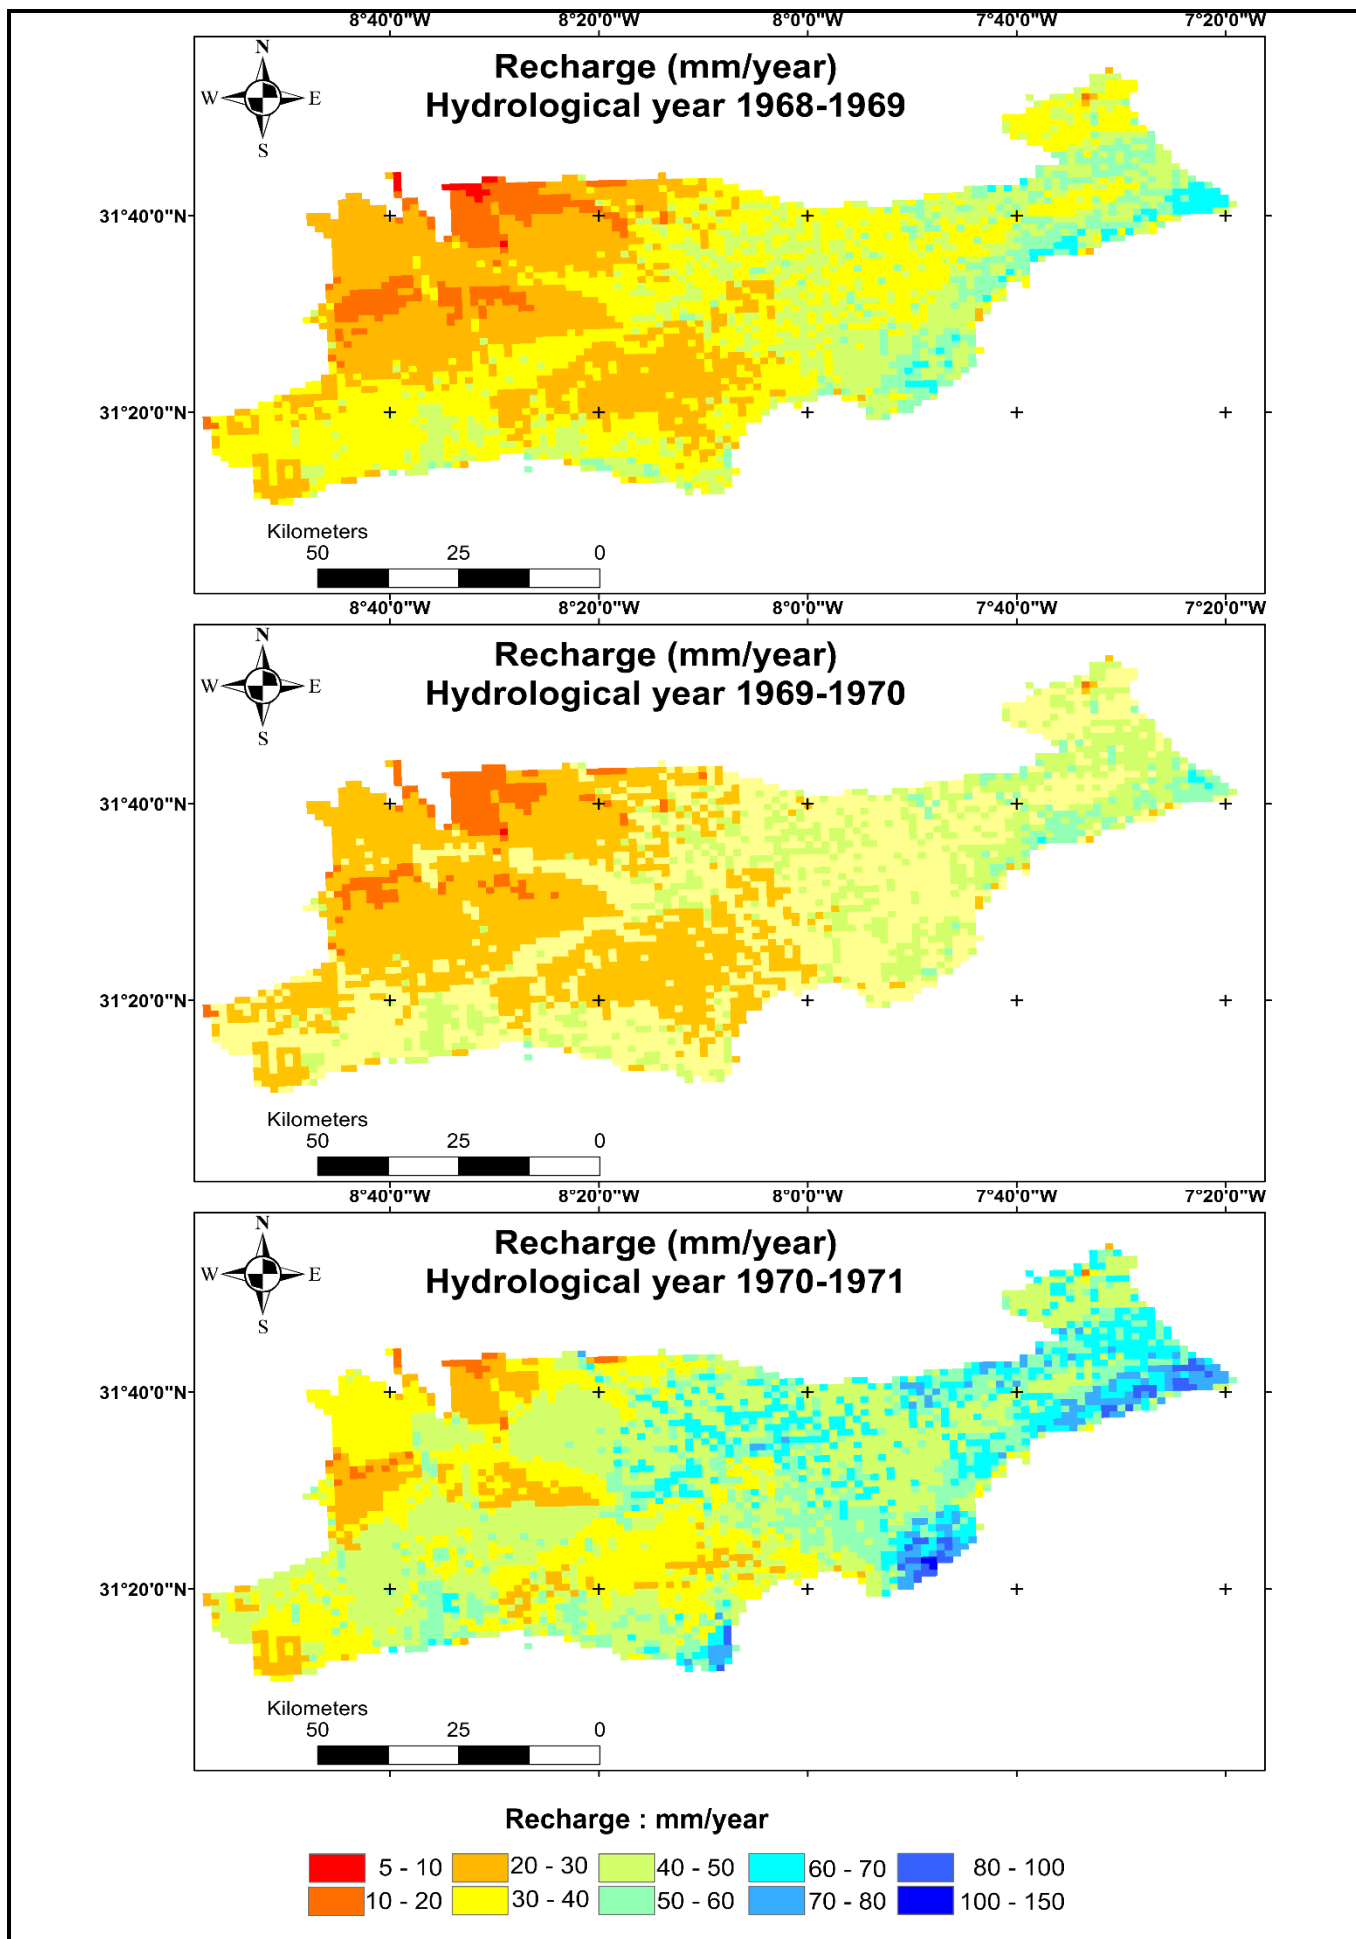 8°40'0"W 8°20'0"W 8°0'0"W 7°40'0"W 7°20'0"W
N
W E
S
Recharge (mm/year)
Hydrological year 1968-1969
31°40'0"N
31°20'0"N
Kilometers
50 25 0
8°40'0"W 8°20'0"W 8°0'0"W 7°40'0"W 7°20'0"W
N
W E
S
Recharge (mm/year)
Hydrological year 1969-1970
31°40'0"N
31°20'0"N
Kilometers
50 25 0
8°40'0"W 8°20'0"W 8°0'0"W 7°40'0"W 7°20'0"W
N
W E
S
Recharge (mm/year)
Hydrological year 1970-1971
31°40'0"N
31°20'0"N
Kilometers
50 25 0
Recharge : mm/year
5 - 10 20 - 30 40 - 50 60 - 70 80 - 100
10 - 20 30 - 40 50 - 60 70 - 80 100 - 150